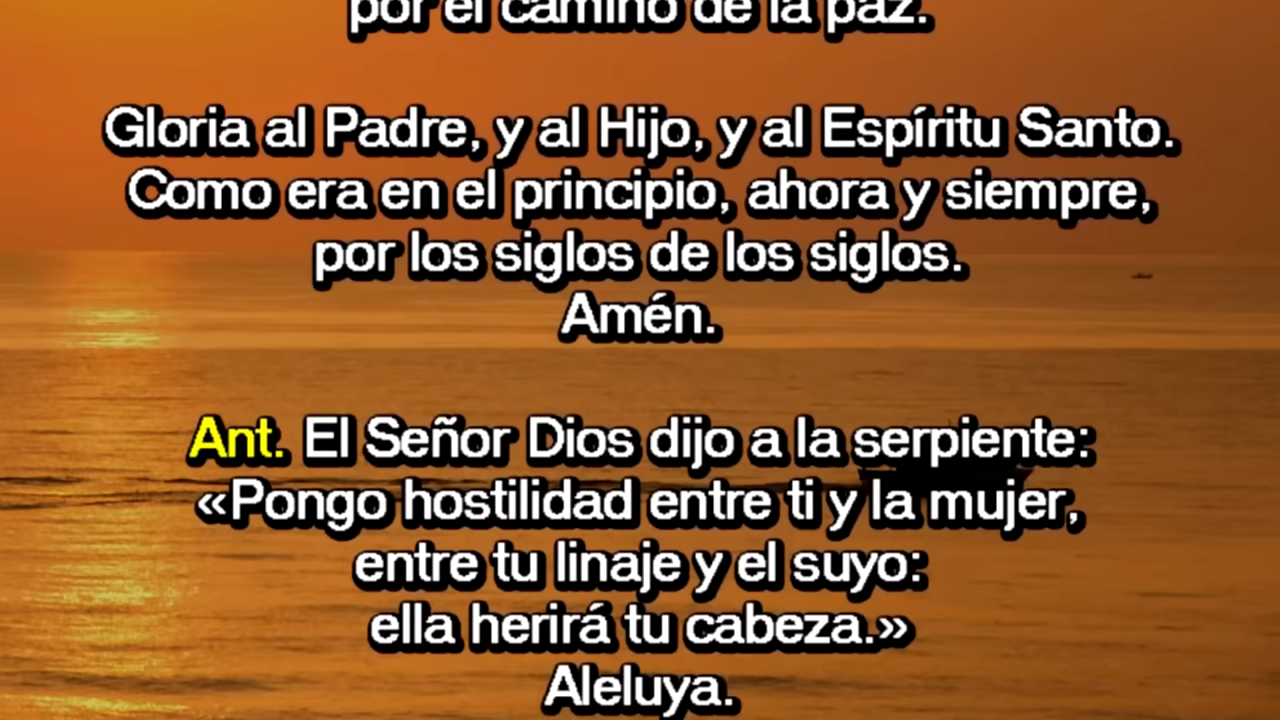 por el camino de la paz.
Gloria al Padre, y al Hijo, y al Espíritu Santo.
Como era en el principio, ahora y siempre,
por los siglos de los siglos.
Amén.
Ant. El Señor Dios dijo a la serpiente:
«Pongo hostilidad entre ti y la mujer,
entre tu linaje y el suyo:
ella herirá tu cabeza.»
Aleluya.